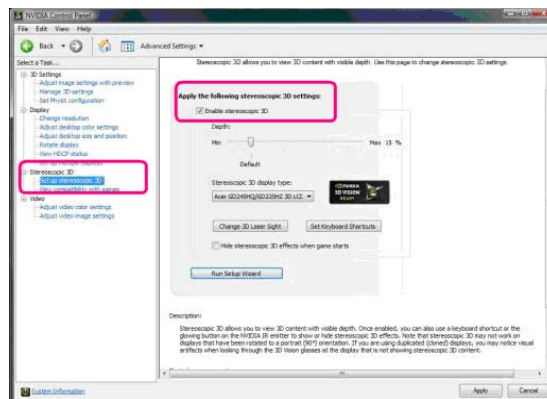 NVIDIA Control Panel
File Edit View Help
Back Advanced Settings
Select a Task...
3D Settings
Adjust image settings with preview
Manage 3D settings
Set PhysX configuration
Display
Change resolution
Adjust desktop color settings
Adjust desktop size and position
Rotate display
View HDCP status
Set up multiple displays
Stereoscopic 3D
Set up stereoscopic 3D
View compatibility with games
Video
Adjust video color settings
Adjust video image settings
System Information
Stereoscopic 3D allows you to view 3D content with visible depth. Use this page to change stereoscopic 3D settings.
Apply the following stereoscopic 3D settings:
Enable stereoscopic 3D
Depth:
Min Max 15 %
Default
Stereoscopic 3D display type:
Acer GD245HQ/GD235HZ 3D LCD
NVIDIA
3D VISION
READY
Change 3D Laser Sight Set Keyboard Shortcuts
Hide stereoscopic 3D effects when game starts
Run Setup Wizard
Description:
Stereoscopic 3D allows you to view 3D content with visible depth. Once enabled, you can also use a keyboard shortcut or the
glowing button on the NVIDIA IR emitter to show or hide stereoscopic 3D effects. Note that stereoscopic 3D may not work on
displays that have been rotated to a portrait (90°) orientation. If you are using duplicated (cloned) displays, you may notice visual
artifacts when looking through the 3D Vision glasses at the display that is not showing stereoscopic 3D content.
Apply Cancel